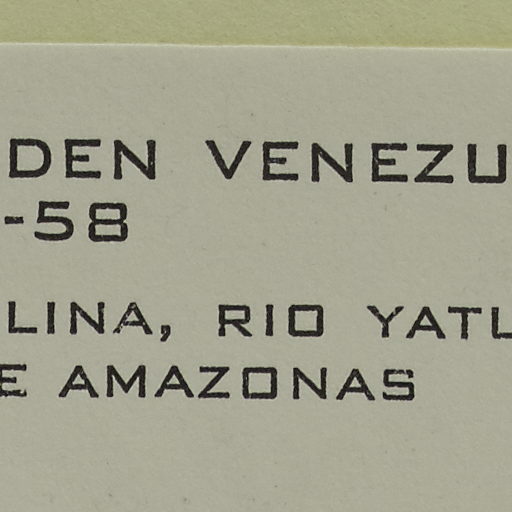 DEN VENEZU
-58
LINA, RIO YATU
E AMAZONAS